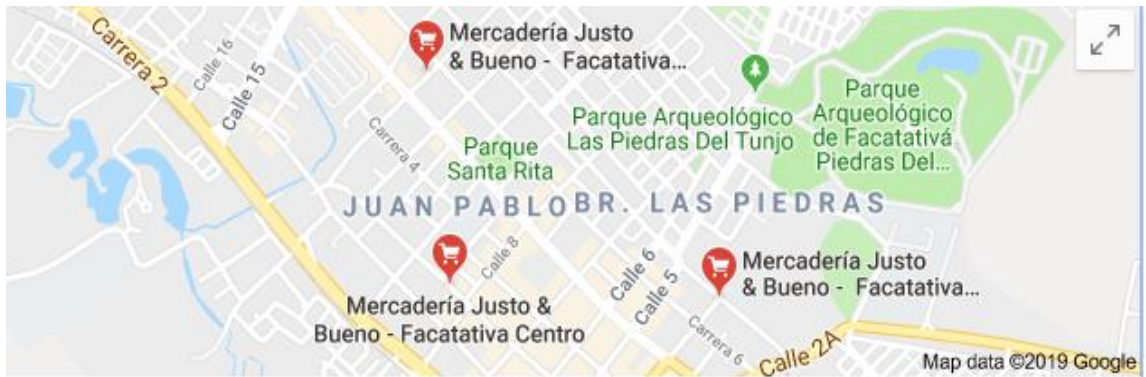 Carrera 2
Calle 16
Calle 15
Mercadería Justo
& Bueno - Facatativa...
Carrera 4
Parque
Santa Rita
Parque Arqueológico
Las Piedras Del Tunjo
Parque
Arqueológico
de Facatativá
Piedras Del...
JUAN PABLO
BR. LAS PIEDRAS
Calle 8
Mercadería Justo &
Bueno - Facatativa Centro
Calle 6
Calle 5
Mercadería Justo
& Bueno - Facatativa...
Carrera 6
Calle 2A
Map data ©2019 Google